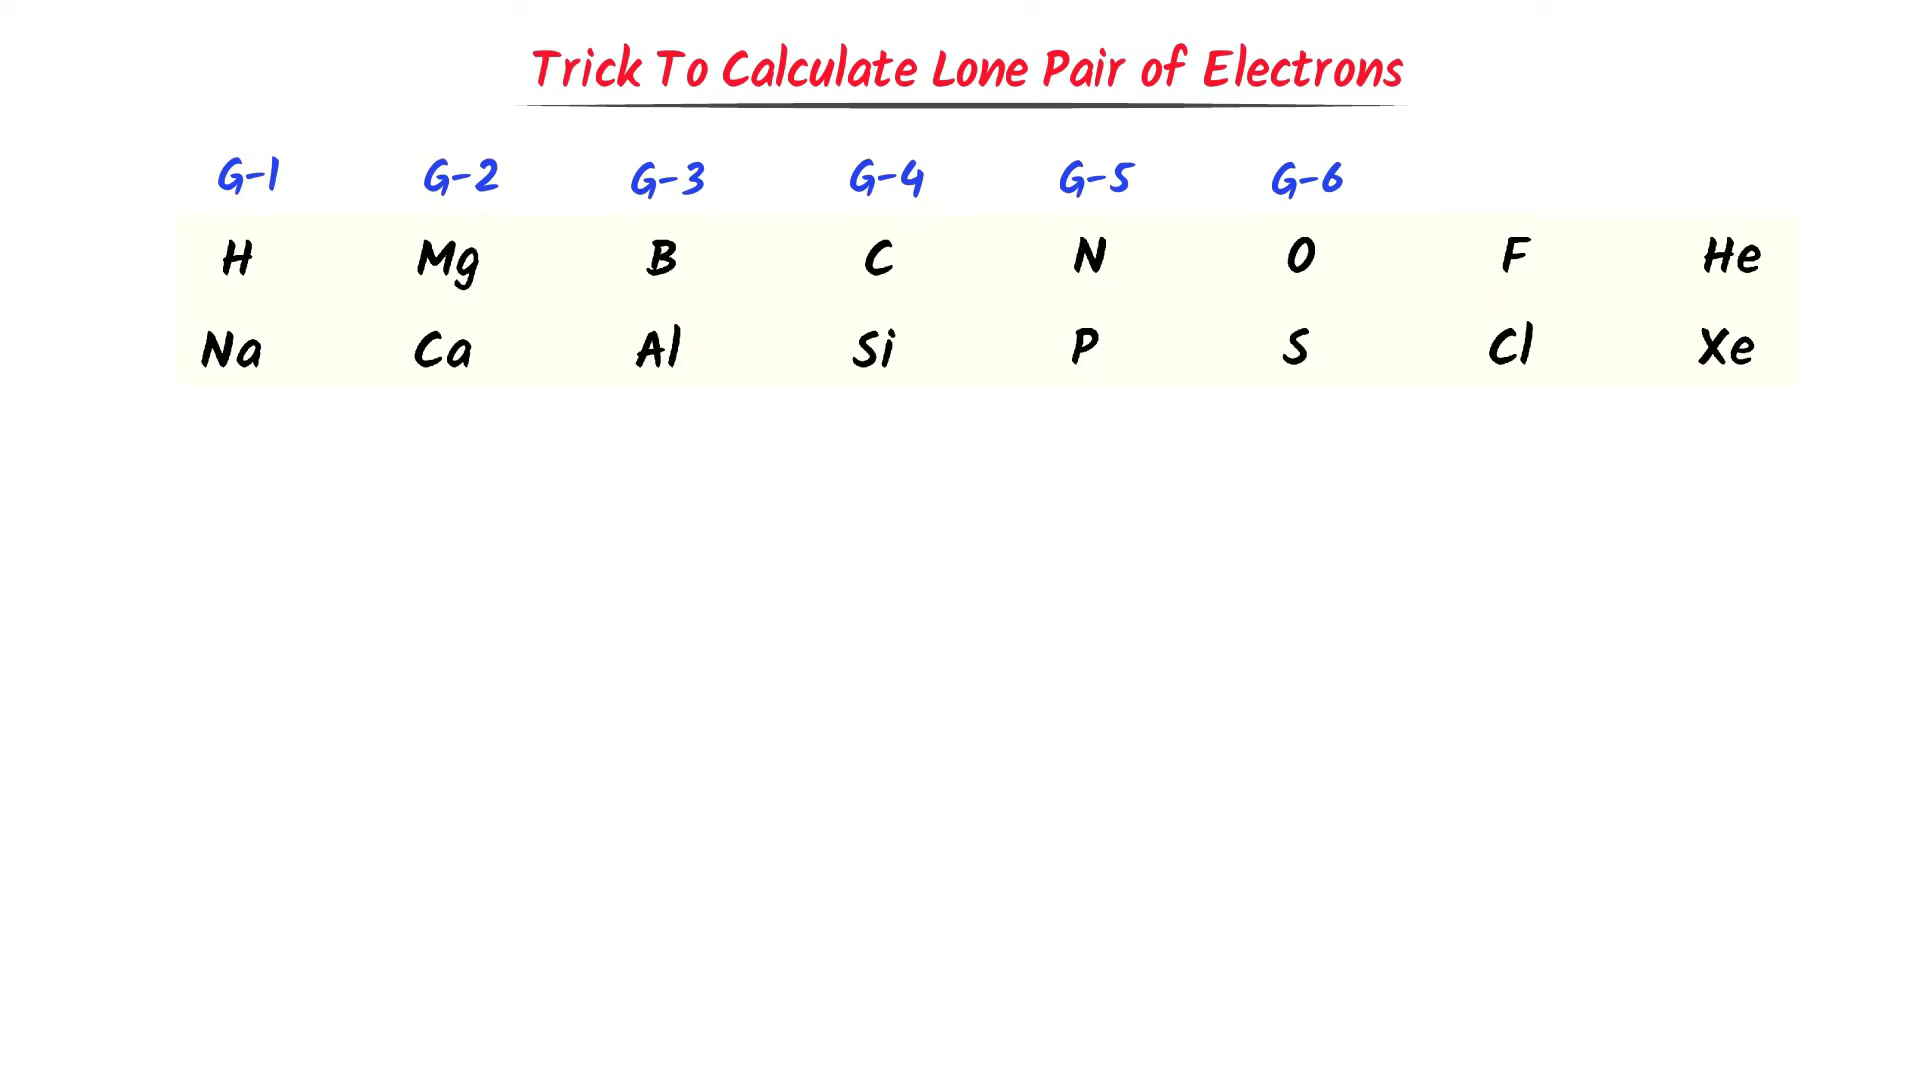 Trick To Calculate Lone Pair of Electrons
G-1 G-2 G-3 G-4 G-5 G-6
H Mg B C N O F He
Na Ca Al Si P S Cl Xe